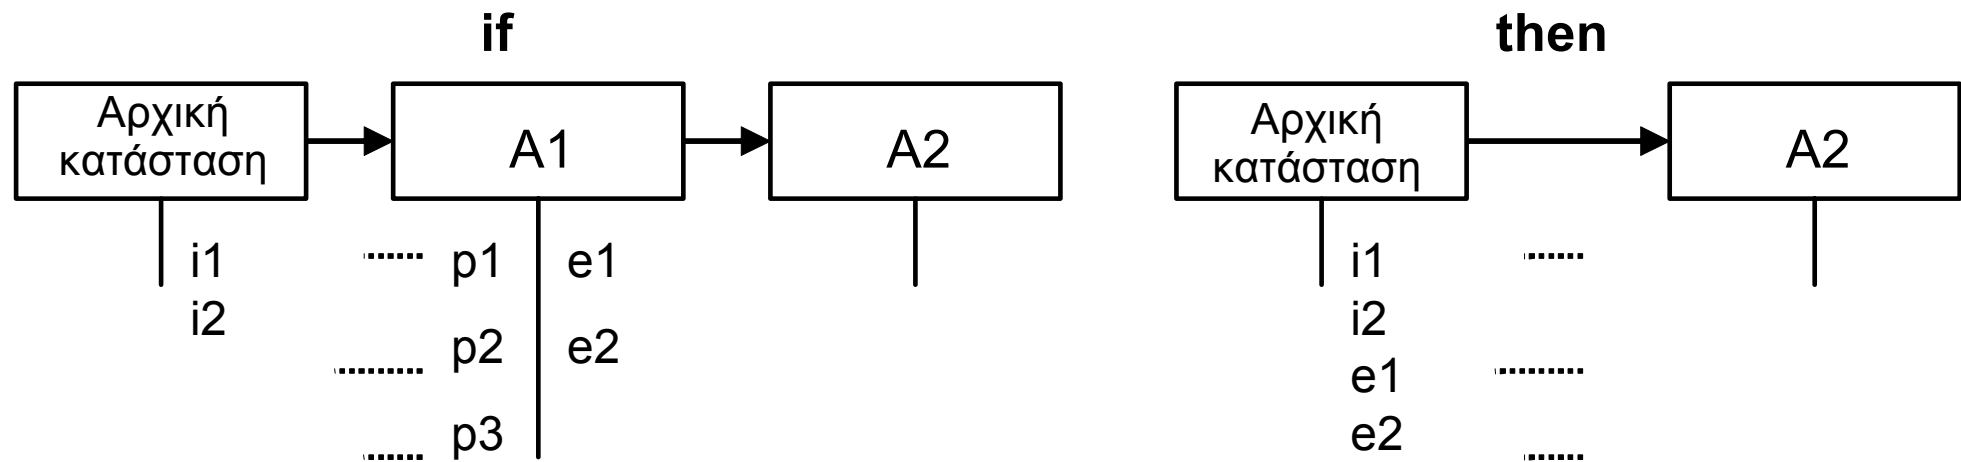 if
then
Αρχική
κατάσταση
A1
A2
Αρχική
κατάσταση
A2
i1
i2
p1
e1
p2
e2
p3
i1
i2
e1
e2